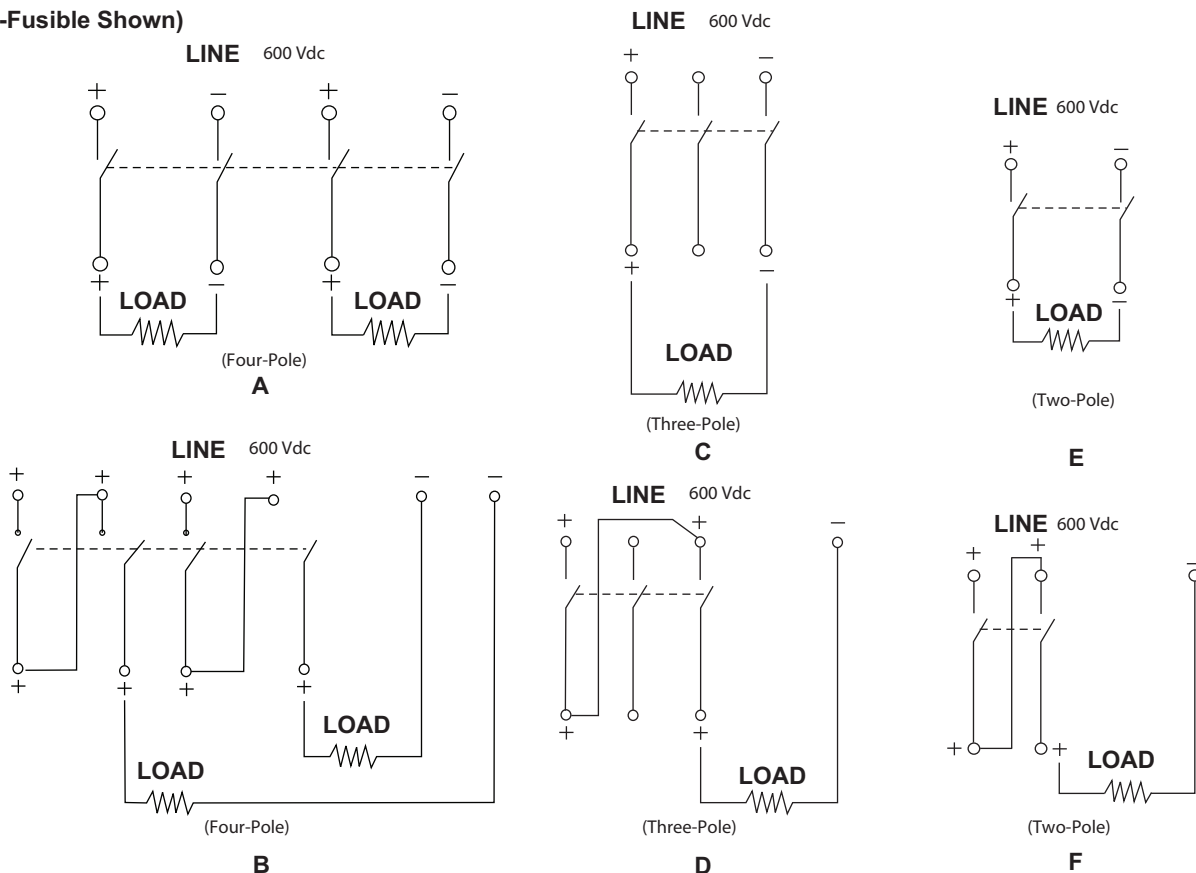 -Fusible Shown)
LINE 600 Vdc
+ − + −
+ − + −
LOAD LOAD
(Four-Pole)
A
LINE 600 Vdc
+ + + + − −
+ + + +
LOAD
LOAD
(Four-Pole)
B
LINE 600 Vdc
+ −
+ −
LOAD
(Three-Pole)
C
LINE 600 Vdc
+ + −
+ +
LOAD
(Three-Pole)
D
LINE 600 Vdc
+ −
+ −
LOAD
(Two-Pole)
E
LINE 600 Vdc
+ + −
+ +
LOAD
(Two-Pole)
F